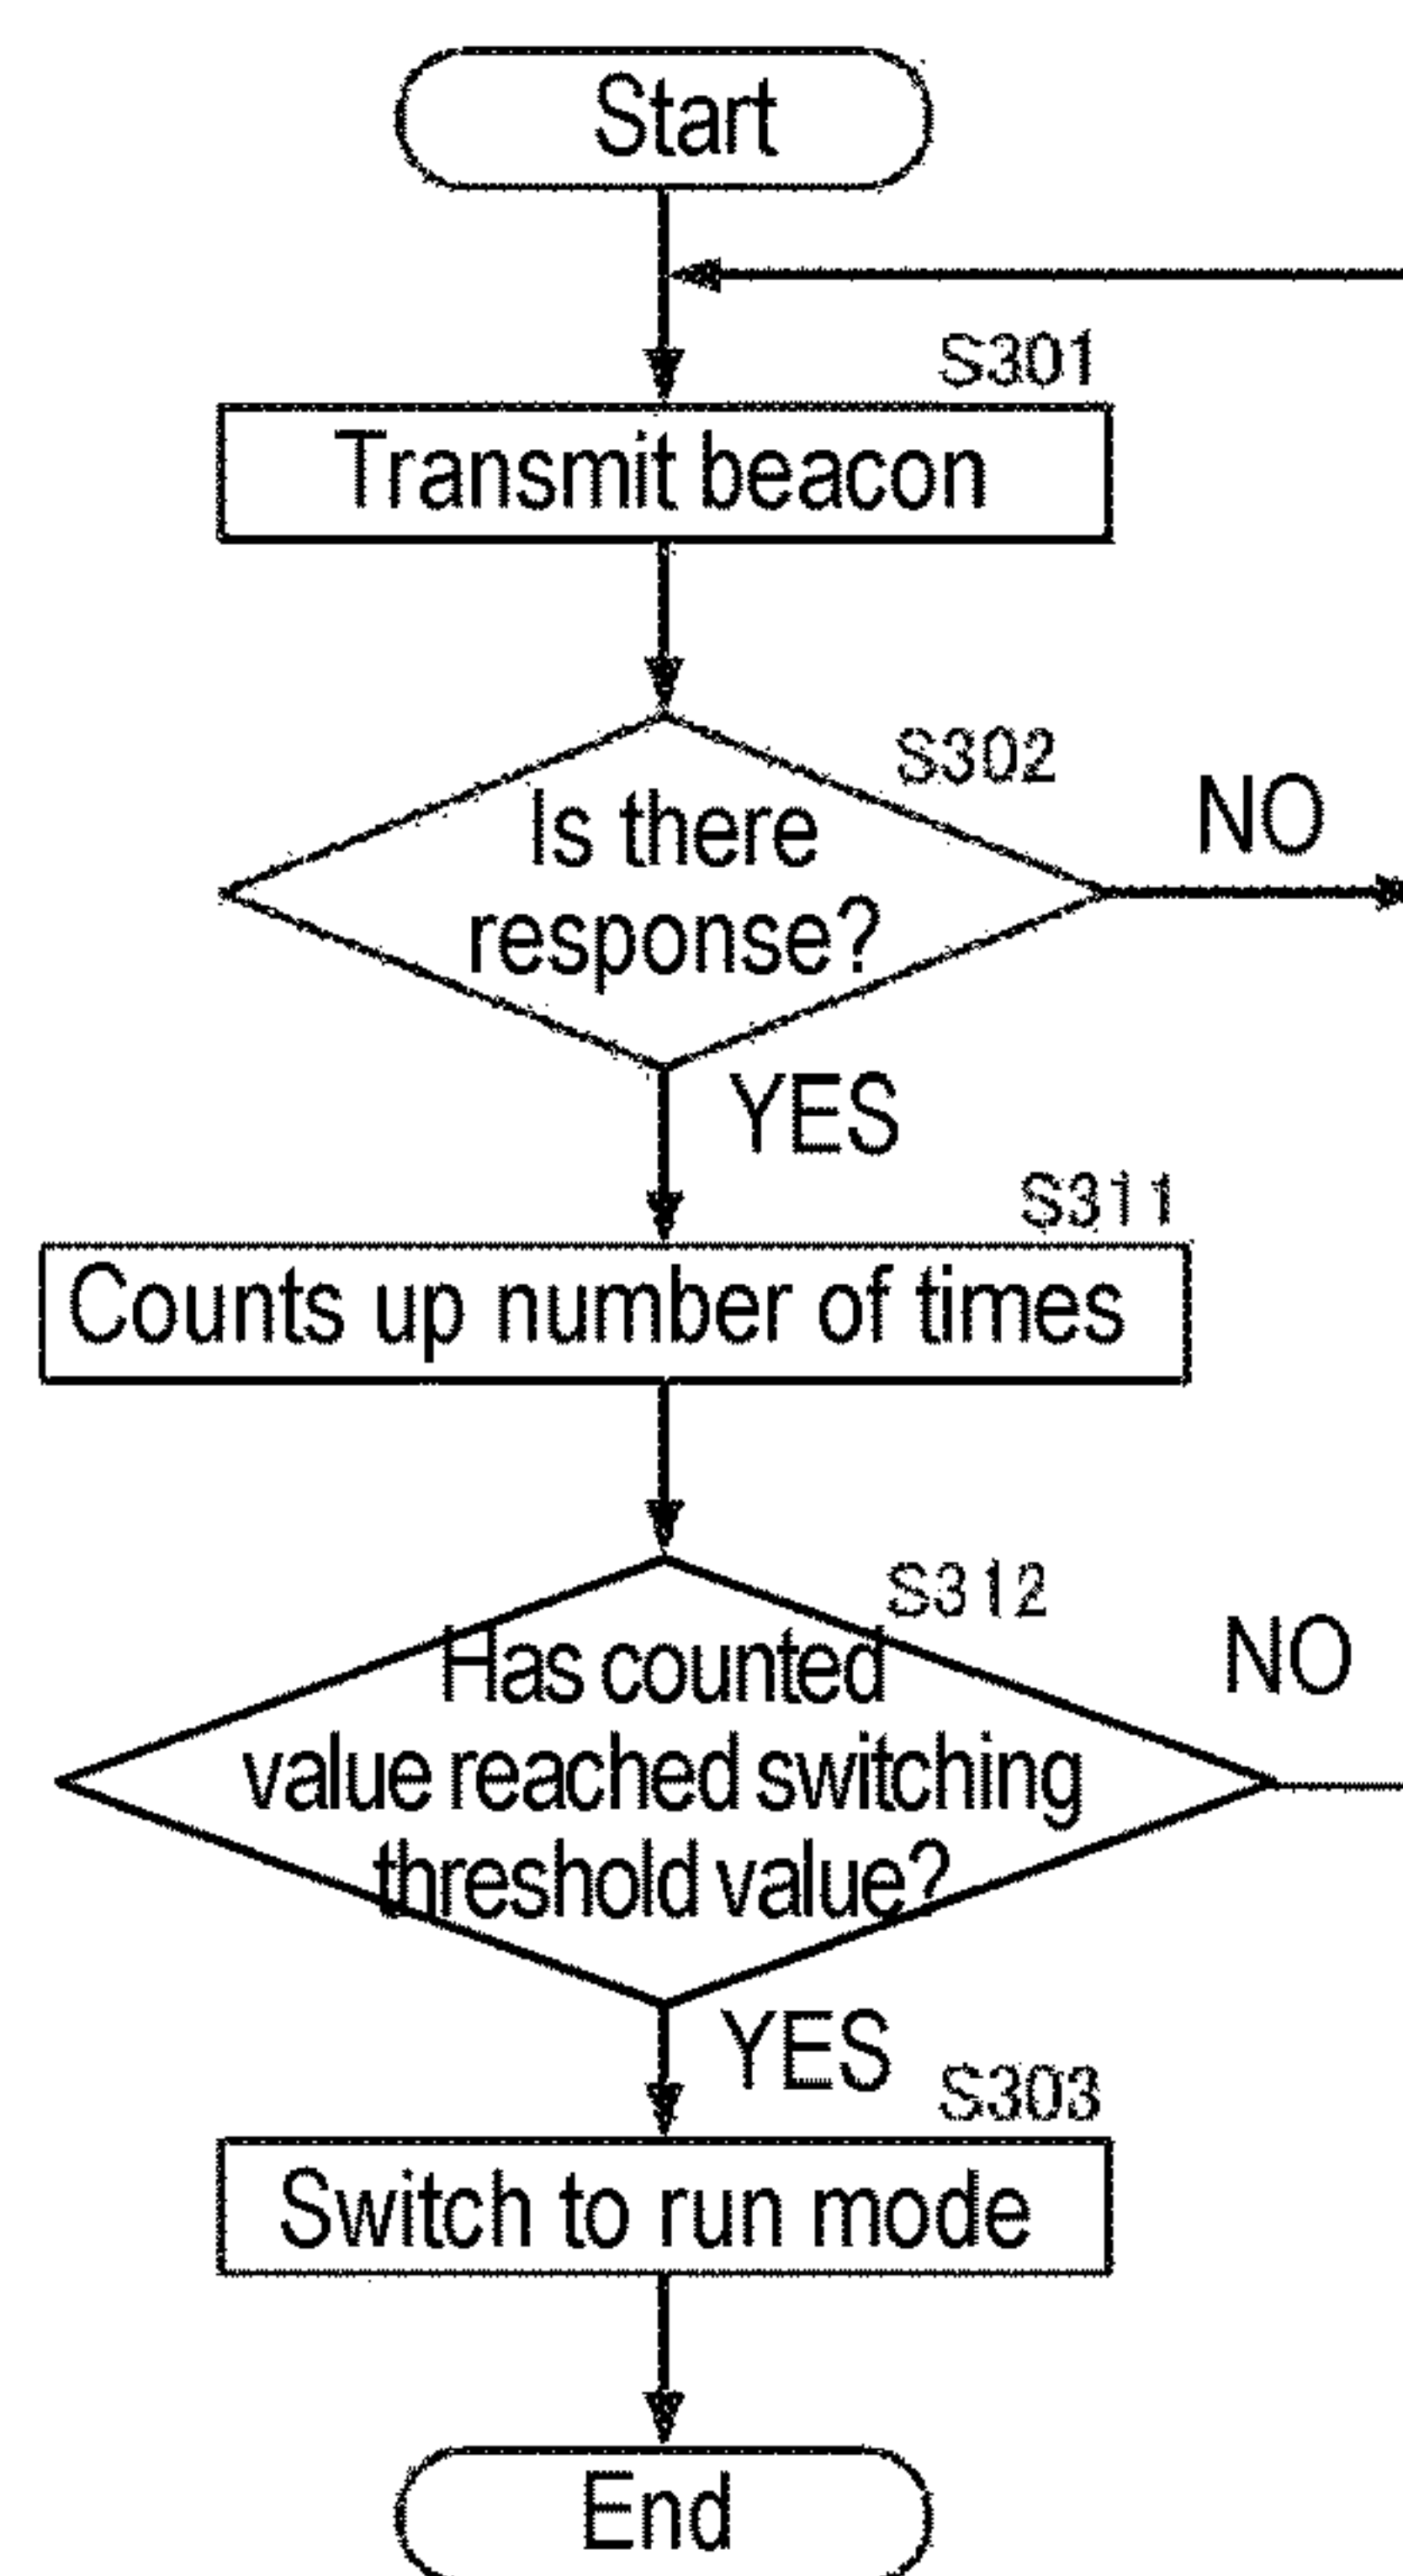 Start
S301
Transmit beacon
S302
Is there
response?
NO
YES
S311
Counts up number of times
S312
Has counted
value reached switching
threshold value?
NO
YES
S303
Switch to run mode
End